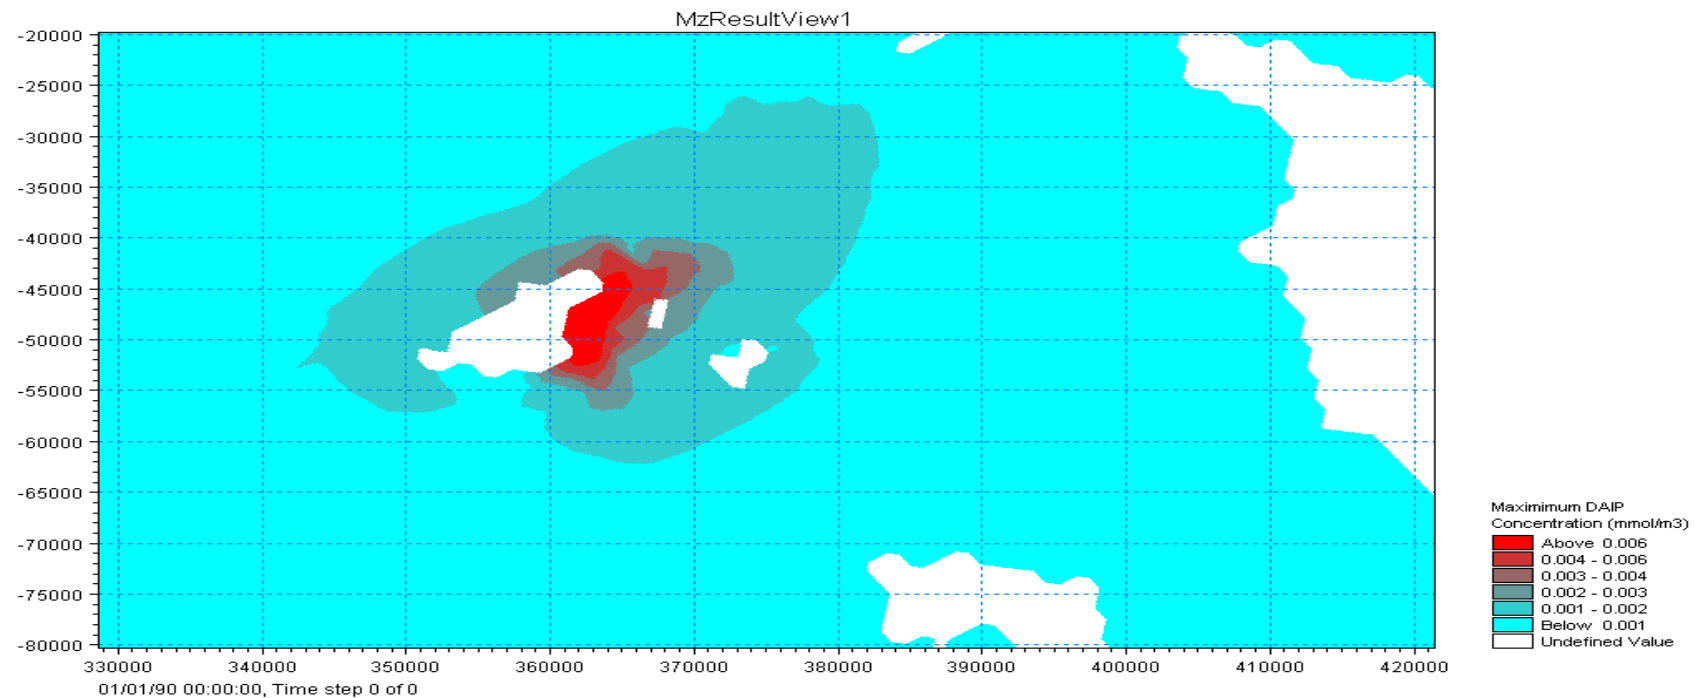 MzResultView1
-20000
-25000
-30000
-35000
-40000
-45000
-50000
-55000
-60000
-65000
-70000
-75000
-80000
330000 340000 350000 360000 370000 380000 390000 400000 410000 420000
01/01/90 00:00:00, Time step 0 of 0
Maximimum DAIP
Concentration (mmol/m3)
Above 0.006
0.004 - 0.006
0.003 - 0.004
0.002 - 0.003
0.001 - 0.002
Below 0.001
Undefined Value